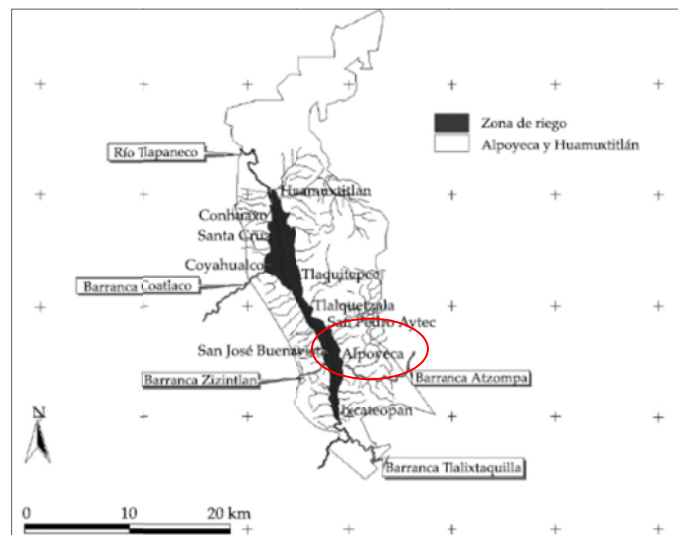 Zona de riego
Alpoyeca y Huamuxtitlán
Río Tlapaneco
Huamuxtitlán
Conhuaxo
Santa Cruz
Coyahualco
Tlaquitepec
Barranca Coatlaco
Tlalquetzala
San Pedro Aytec
San José Buenavista
Alpoyeca
Barranca Zizintlan
Barranca Atzompa
Ixcateopan
N
Barranca Tlalixtaquilla
0 10 20 km